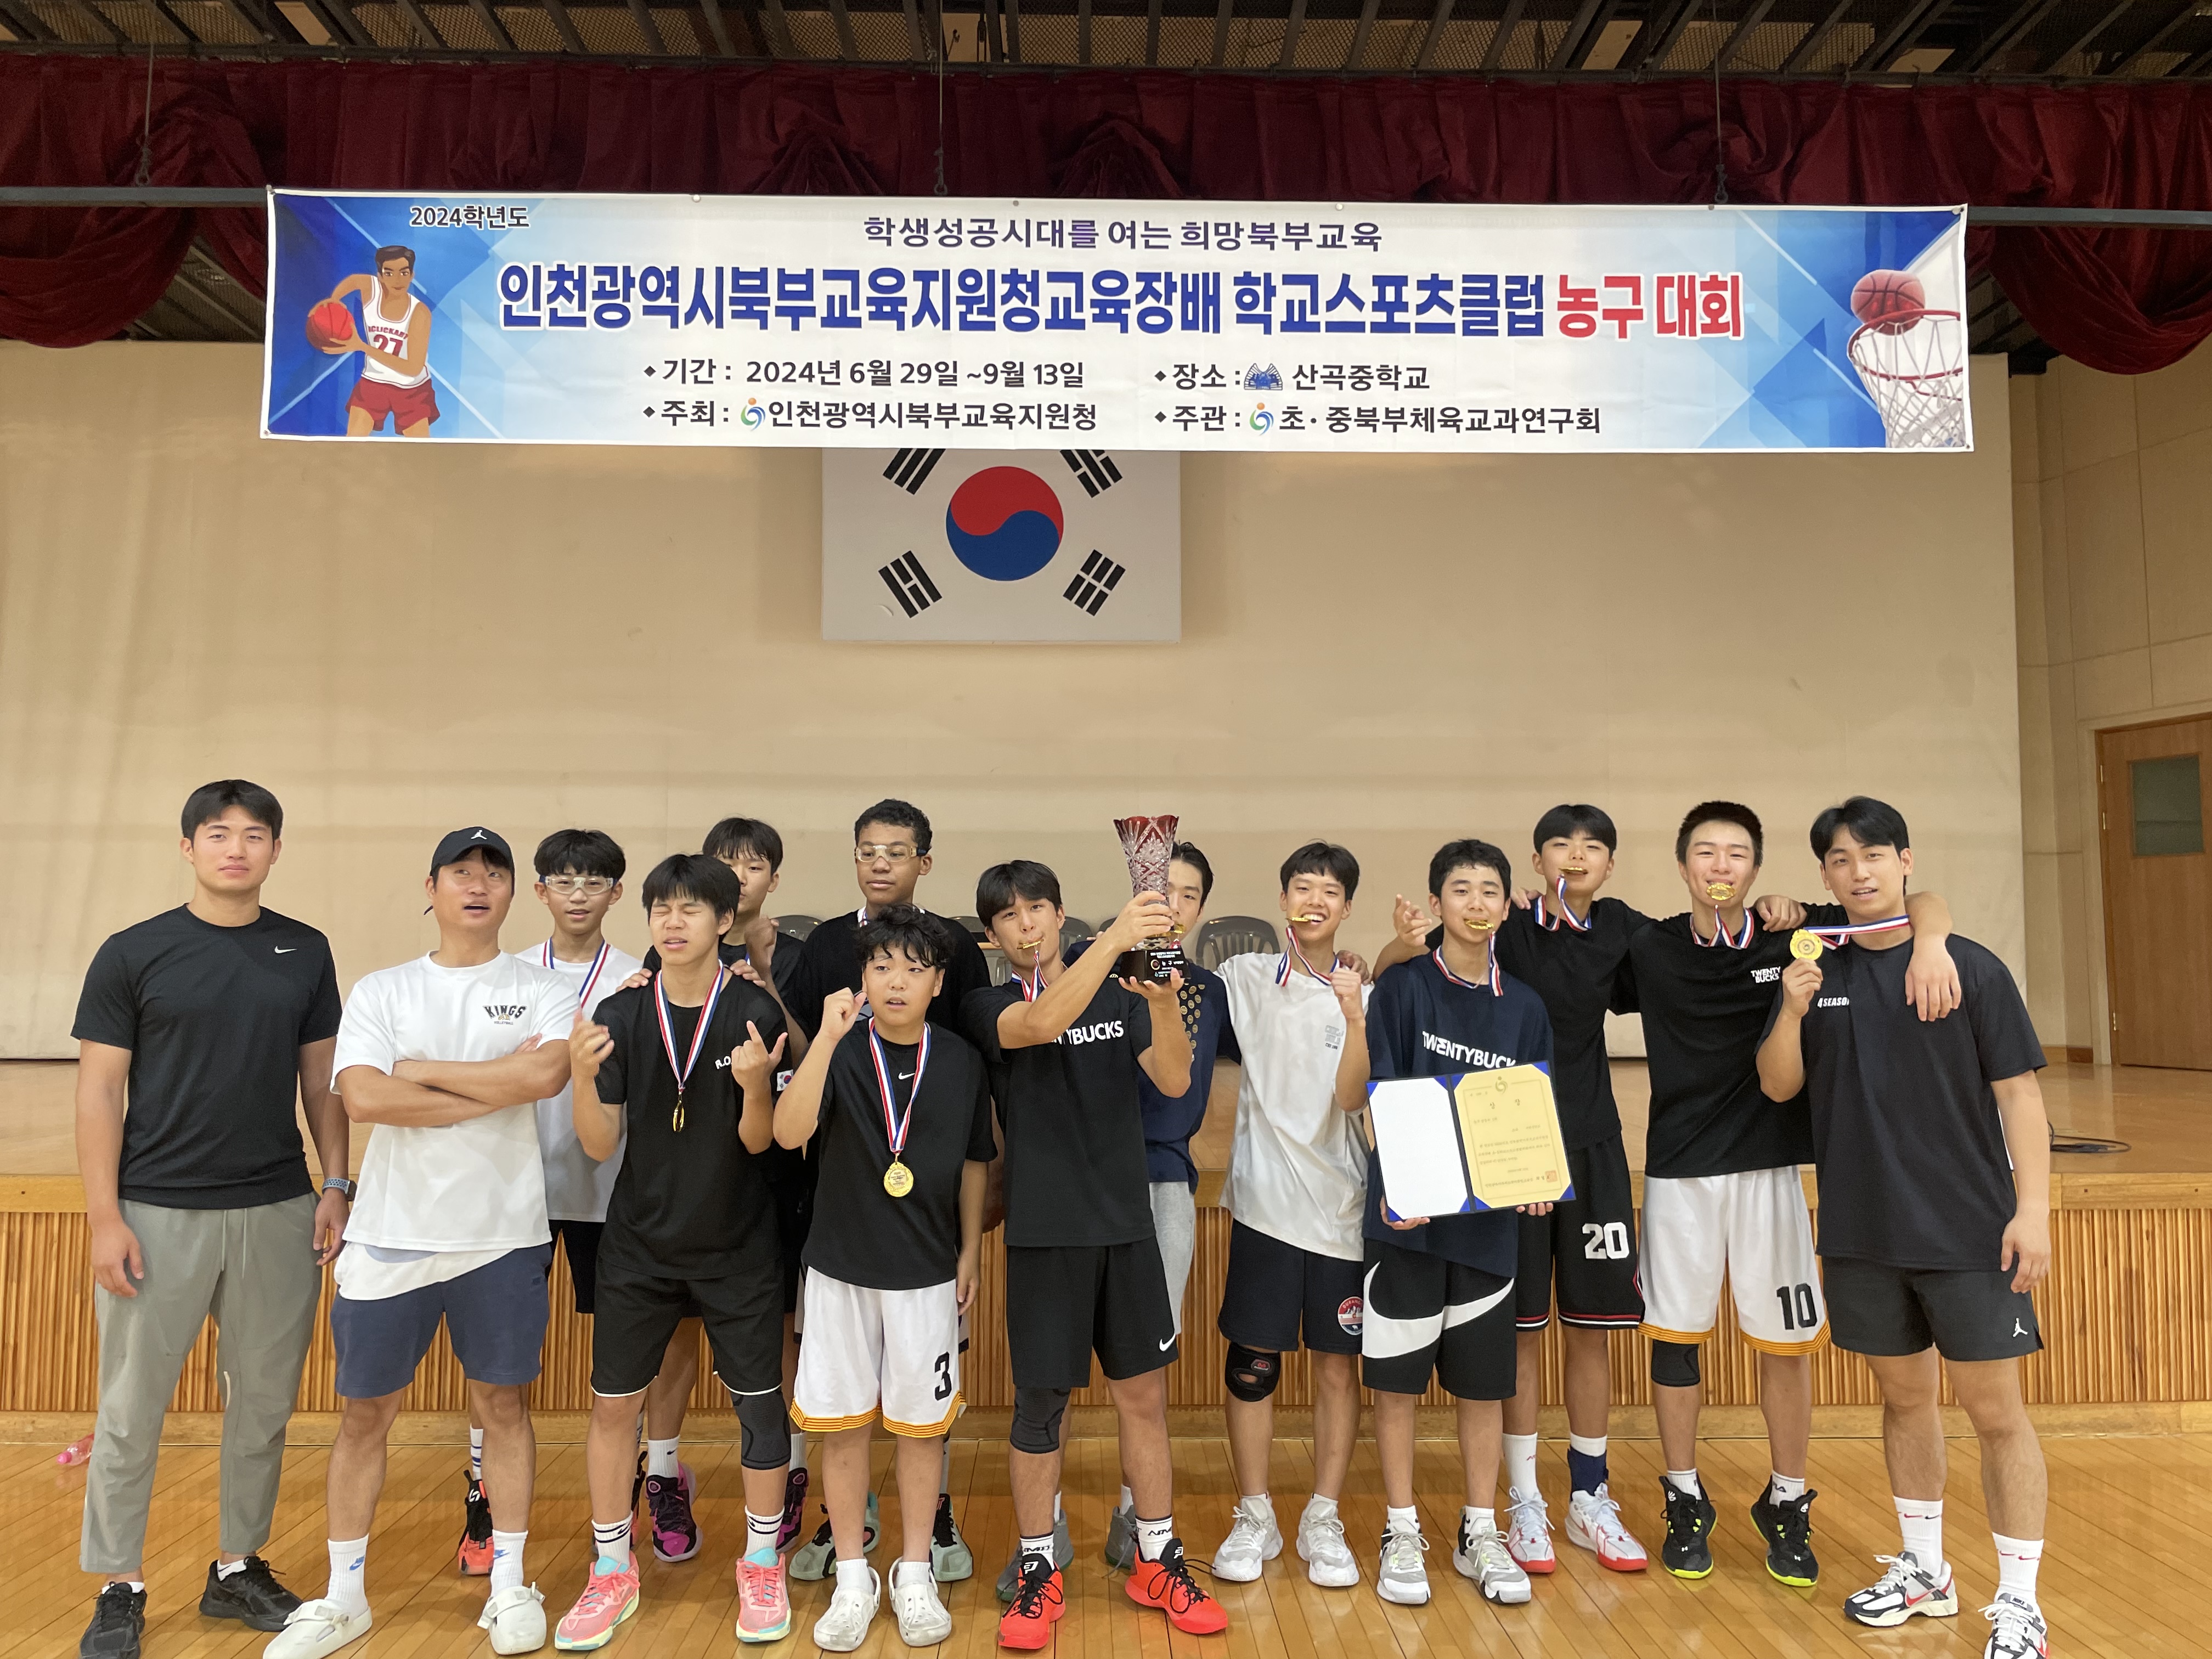 2024학년도
학생성공시대를 여는 희망북부교육
인천광역시북부교육지원청교육장배 학교스포츠클럽 농구 대회
◆기간 : 2024년 6월 29일 ~9월 13일
◆장소 : 산곡중학교
◆주최 : 인천광역시북부교육지원청
◆주관 : 초·중북부체육교과연구회
27
KINGS
TWENTY
BUCKS
4SEASON
NTYBUCKS
TWENTYBUCK
상 장
3
20
10